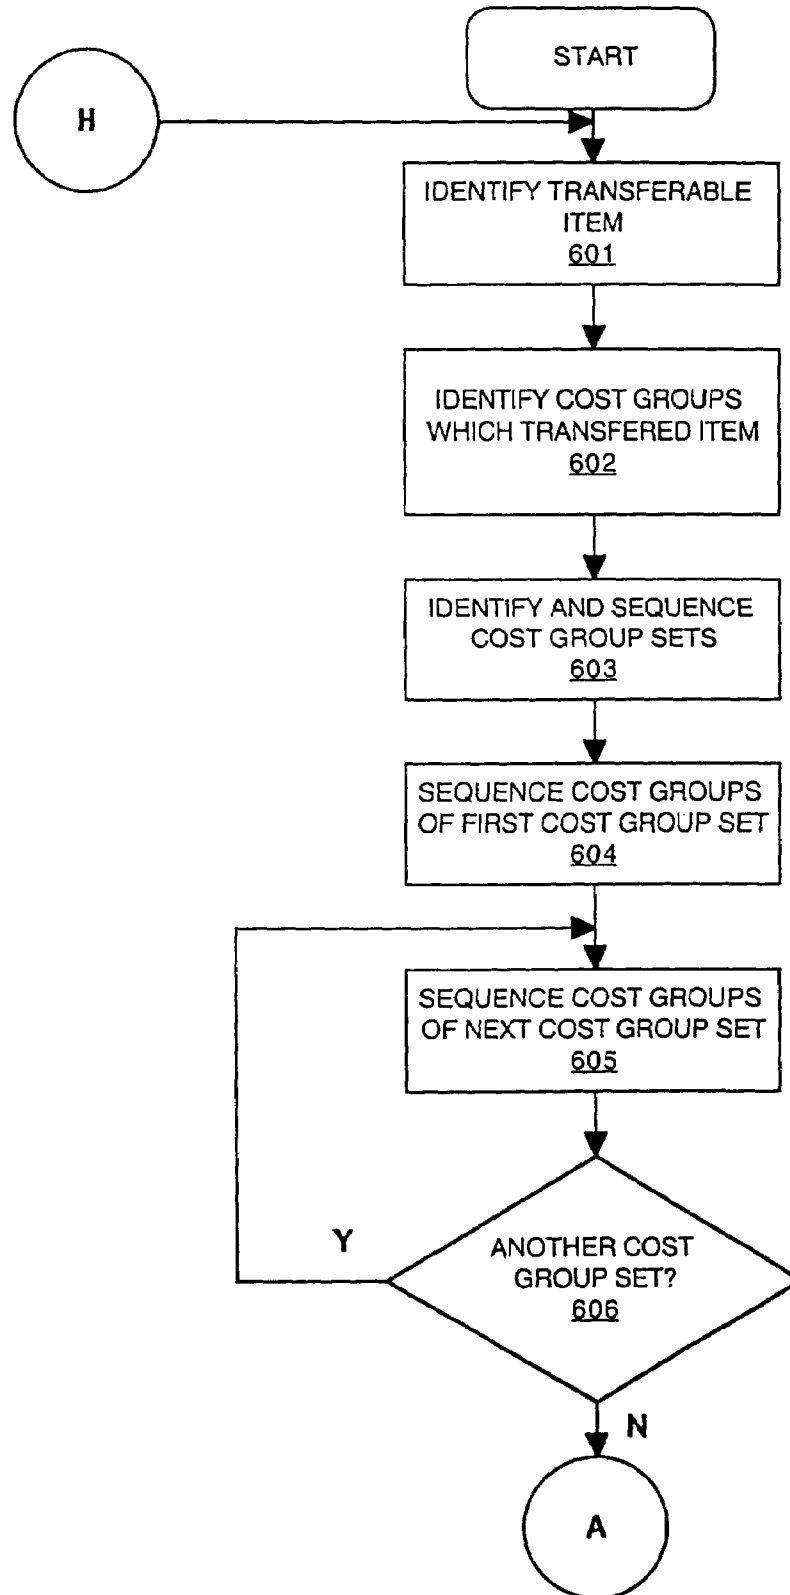 START
H
IDENTIFY TRANSFERABLE
ITEM
601
IDENTIFY COST GROUPS
WHICH TRANSFERED ITEM
602
IDENTIFY AND SEQUENCE
COST GROUP SETS
603
SEQUENCE COST GROUPS
OF FIRST COST GROUP SET
604
SEQUENCE COST GROUPS
OF NEXT COST GROUP SET
605
Y
ANOTHER COST
GROUP SET?
606
N
A